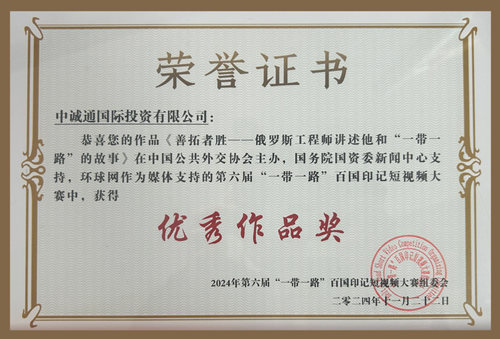 荣誉证书
中诚通国际投资有限公司：
恭喜您的作品《善拓者胜——俄罗斯工程师讲述他和“一带一
路”的故事》在中国公共外交协会主办，国务院国资委新闻中心支
持，环球网作为媒体支持的第六届“一带一路”百国印记短视频大
赛中，获得
优秀作品奖
2024年第六届“一带一路”百国印记短视频大赛组委会
二零二四年十一月二十二日